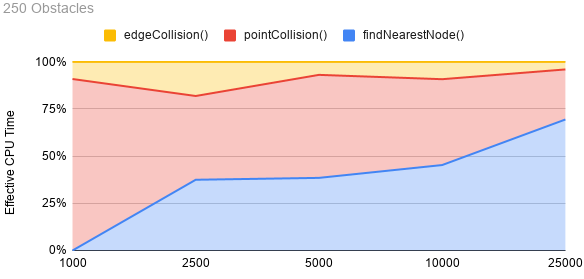 250 Obstacles
edgeCollision() pointCollision() findNearestNode()
100%
75%
50%
25%
0%
Effective CPU Time
1000 2500 5000 10000 25000